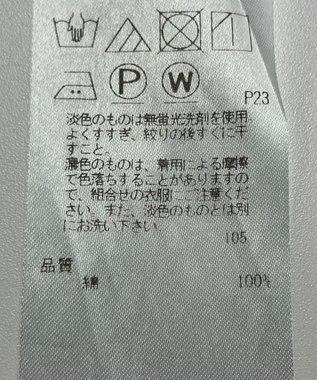 P W
P23
淡色のものは無蛍光洗剤を使用
よくすすぎ、絞りの後すぐに干
すこと。
濃色のものは、着用による摩擦
で色落ちすることがありますの
で、組合せの衣服にご注意くだ
さい。また、淡色のものとは別
にお洗い下さい。
105
品質
綿 100%